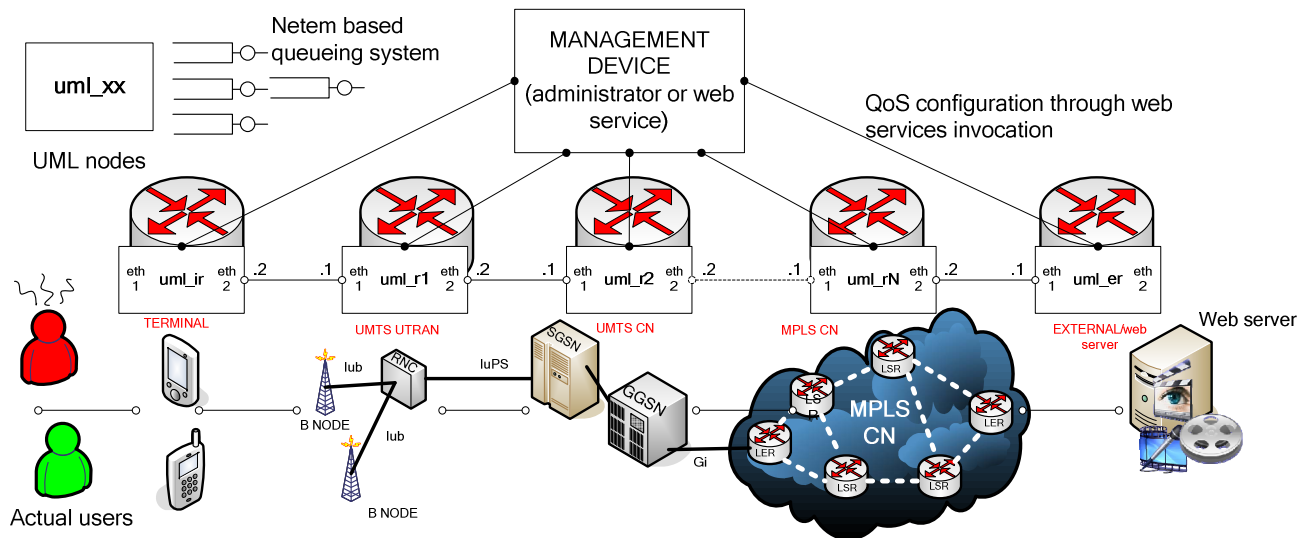 Netem based
queueing system
uml_xx
UML nodes
MANAGEMENT
DEVICE
(administrator or web
service)
QoS configuration through web
services invocation
eth
1
uml_ir
eth
2
.2
.1
eth
1
uml_r1
eth
2
.2
.1
eth
1
uml_r2
eth
2
.2
.1
eth
1
uml_rN
eth
2
.2
.1
eth
1
uml_er
eth
2
TERMINAL
UMTS UTRAN
UMTS CN
MPLS CN
EXTERNAL/web
server
Web server
Iub
RNC
IuPS
SGSN
GGSN
B NODE
Iub
B NODE
Gi
LSR
LS
R
MPLS
CN
LER
LER
LSR
LSR
Actual users